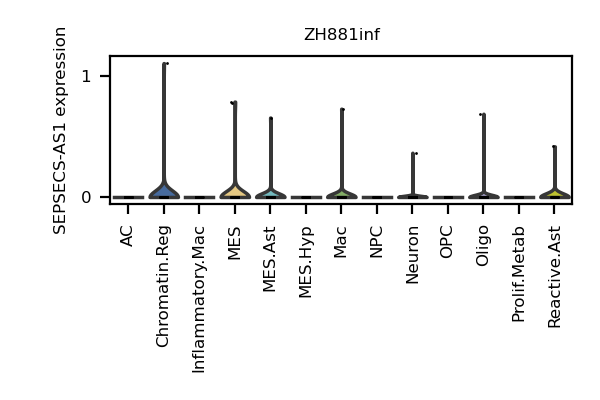 ZH881inf
SEPSECS-AS1 expression
1
0
AC
Chromatin.Reg
Inflammatory.Mac
MES
MES.Ast
MES.Hyp
Mac
NPC
Neuron
OPC
Oligo
Prolif.Metab
Reactive.Ast